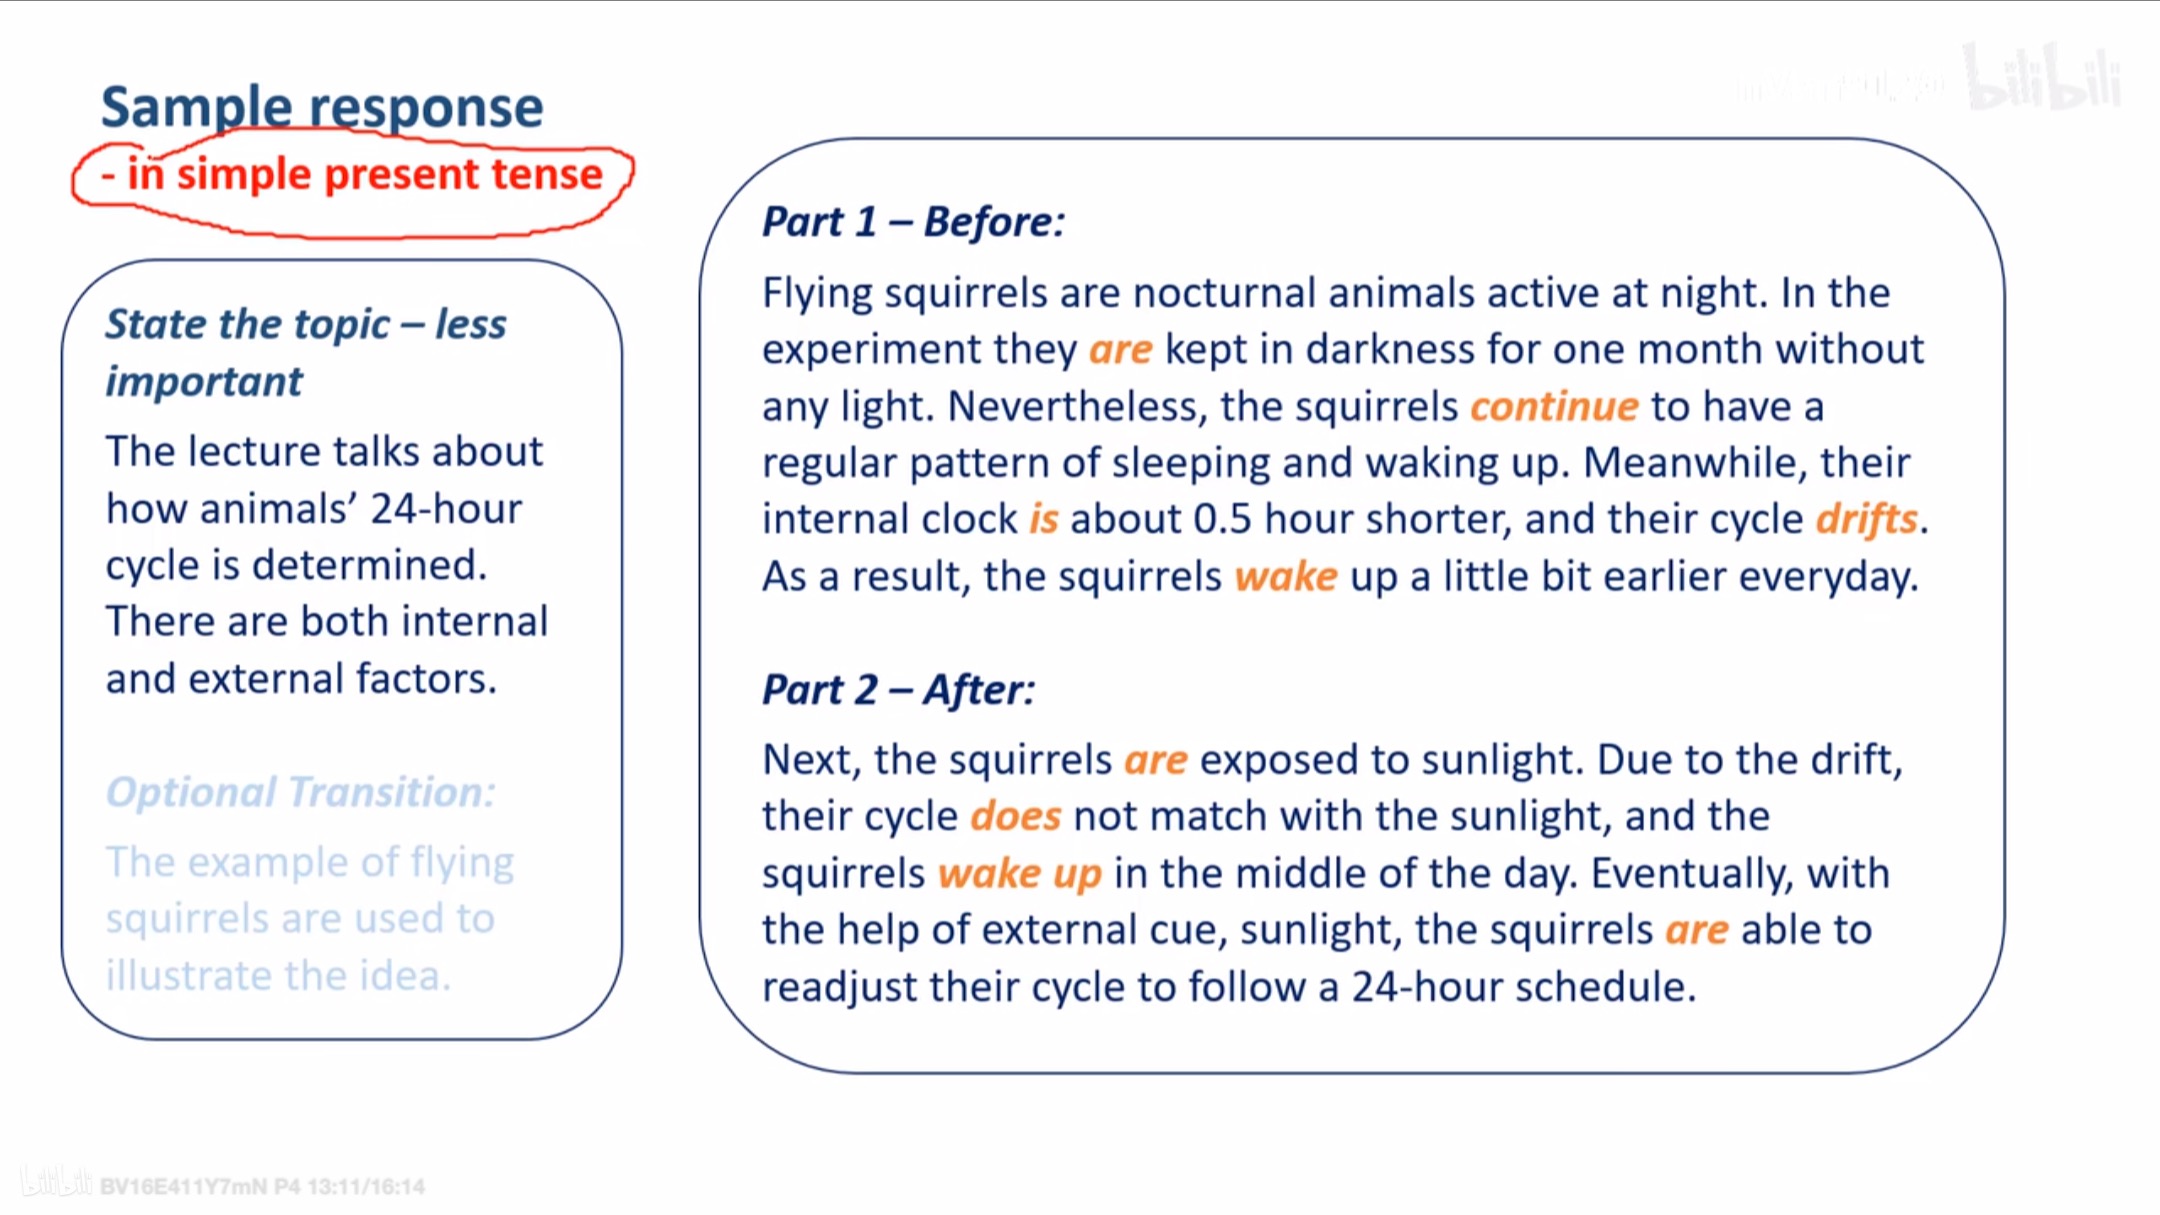 bilibili
Sample response
- in simple present tense
State the topic – less
important
The lecture talks about
how animals’ 24-hour
cycle is determined.
There are both internal
and external factors.
Optional Transition:
The example of flying
squirrels are used to
illustrate the idea.
Part 1 – Before:
Flying squirrels are nocturnal animals active at night. In the
experiment they are kept in darkness for one month without
any light. Nevertheless, the squirrels continue to have a
regular pattern of sleeping and waking up. Meanwhile, their
internal clock is about 0.5 hour shorter, and their cycle drifts.
As a result, the squirrels wake up a little bit earlier everyday.
Part 2 – After:
Next, the squirrels are exposed to sunlight. Due to the drift,
their cycle does not match with the sunlight, and the
squirrels wake up in the middle of the day. Eventually, with
the help of external cue, sunlight, the squirrels are able to
readjust their cycle to follow a 24-hour schedule.
bilibili BV16E411Y7mN P4 13:11/16:14